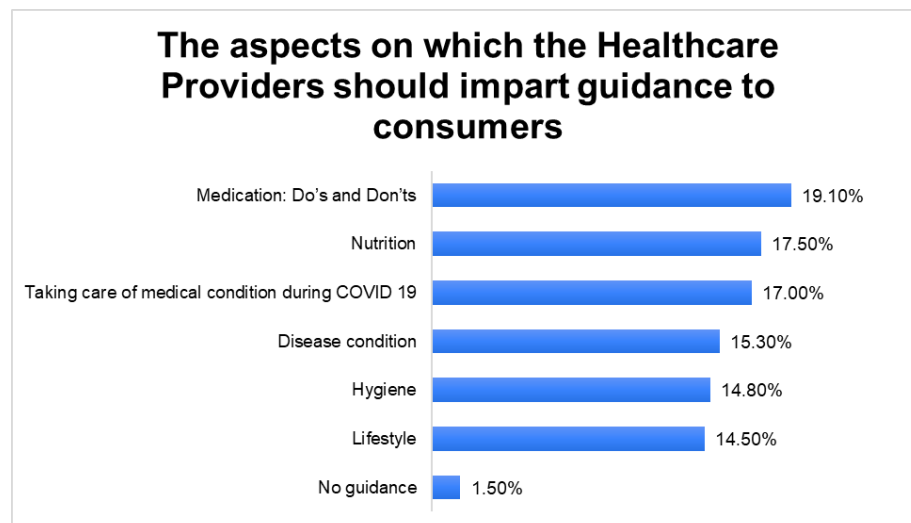 The aspects on which the Healthcare
Providers should impart guidance to
consumers
Medication: Do’s and Don’ts 19.10%
Nutrition 17.50%
Taking care of medical condition during COVID 19 17.00%
Disease condition 15.30%
Hygiene 14.80%
Lifestyle 14.50%
No guidance 1.50%